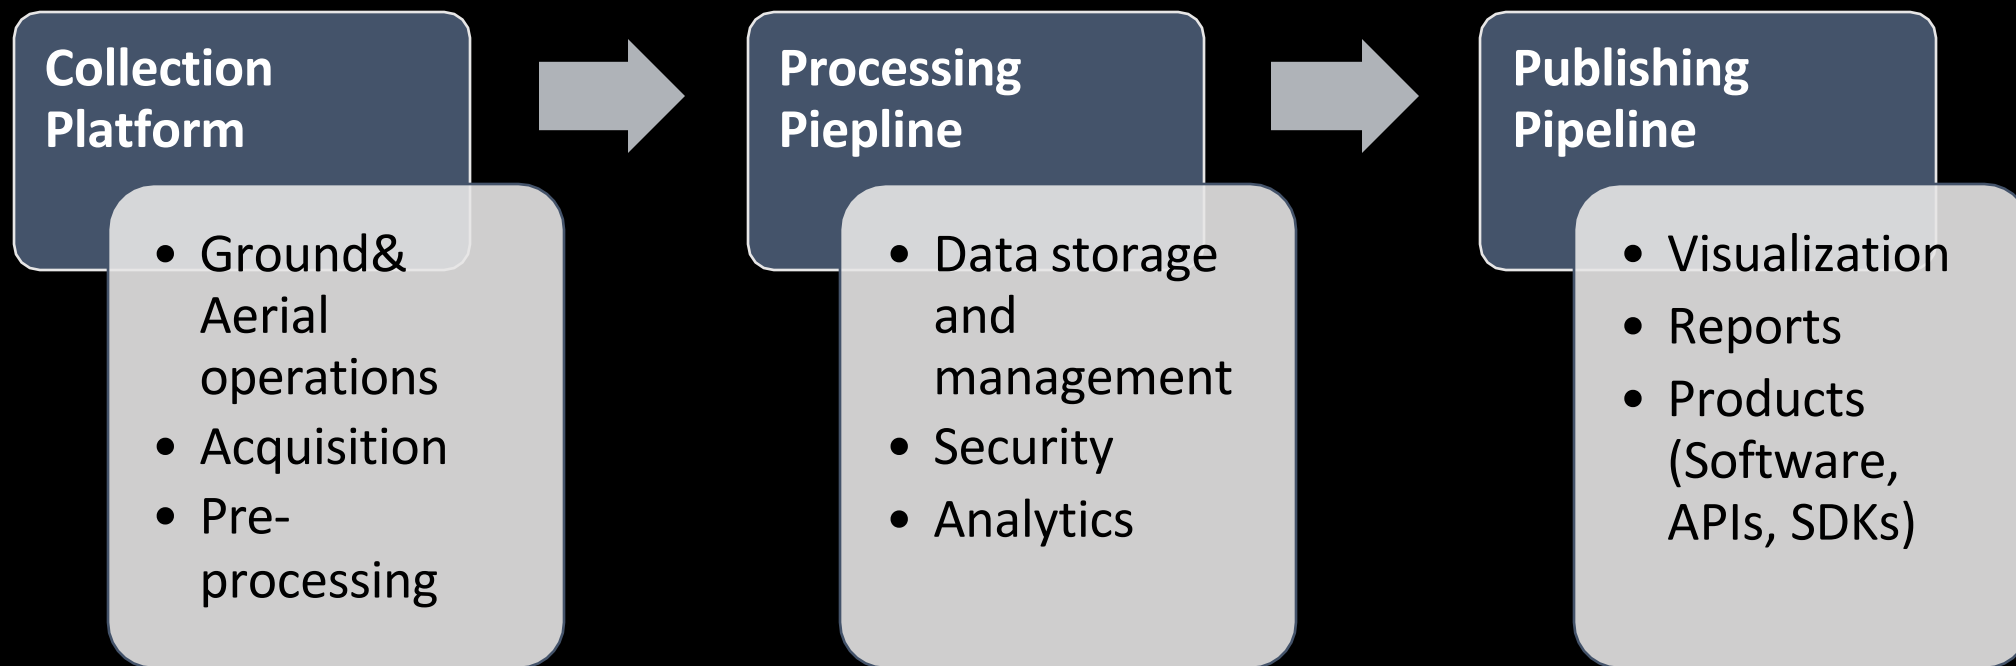 Collection
Platform
• Ground&
Aerial
operations
• Acquisition
• Pre-
processing
Processing
Piepline
• Data storage
and
management
• Security
• Analytics
Publishing
Pipeline
• Visualization
• Reports
• Products
(Software,
APIs, SDKs)